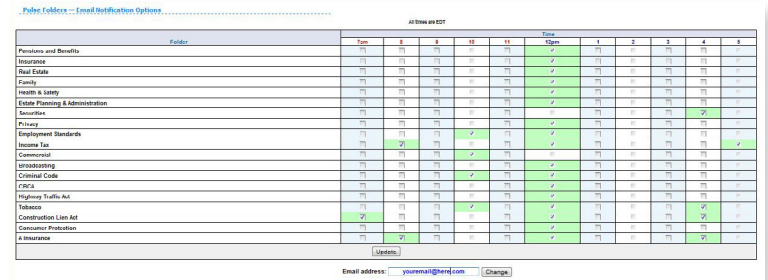 Pulse Folders -- Email Notification Options
All times are EDT
Folder Time
7am 8 9 10 11 12pm 1 2 3 4 5
Pensions and Benefits
Insurance
Real Estate
Family
Health & Safety
Estate Planning & Administration
Securities
Privacy
Employment Standards
Income Tax
Commercial
Broadcasting
Criminal Code
CBCA
Highway Traffic Act
Tobacco
Construction Lien Act
Consumer Protection
A Insurance
Update
Email address: youremail@here.com Change